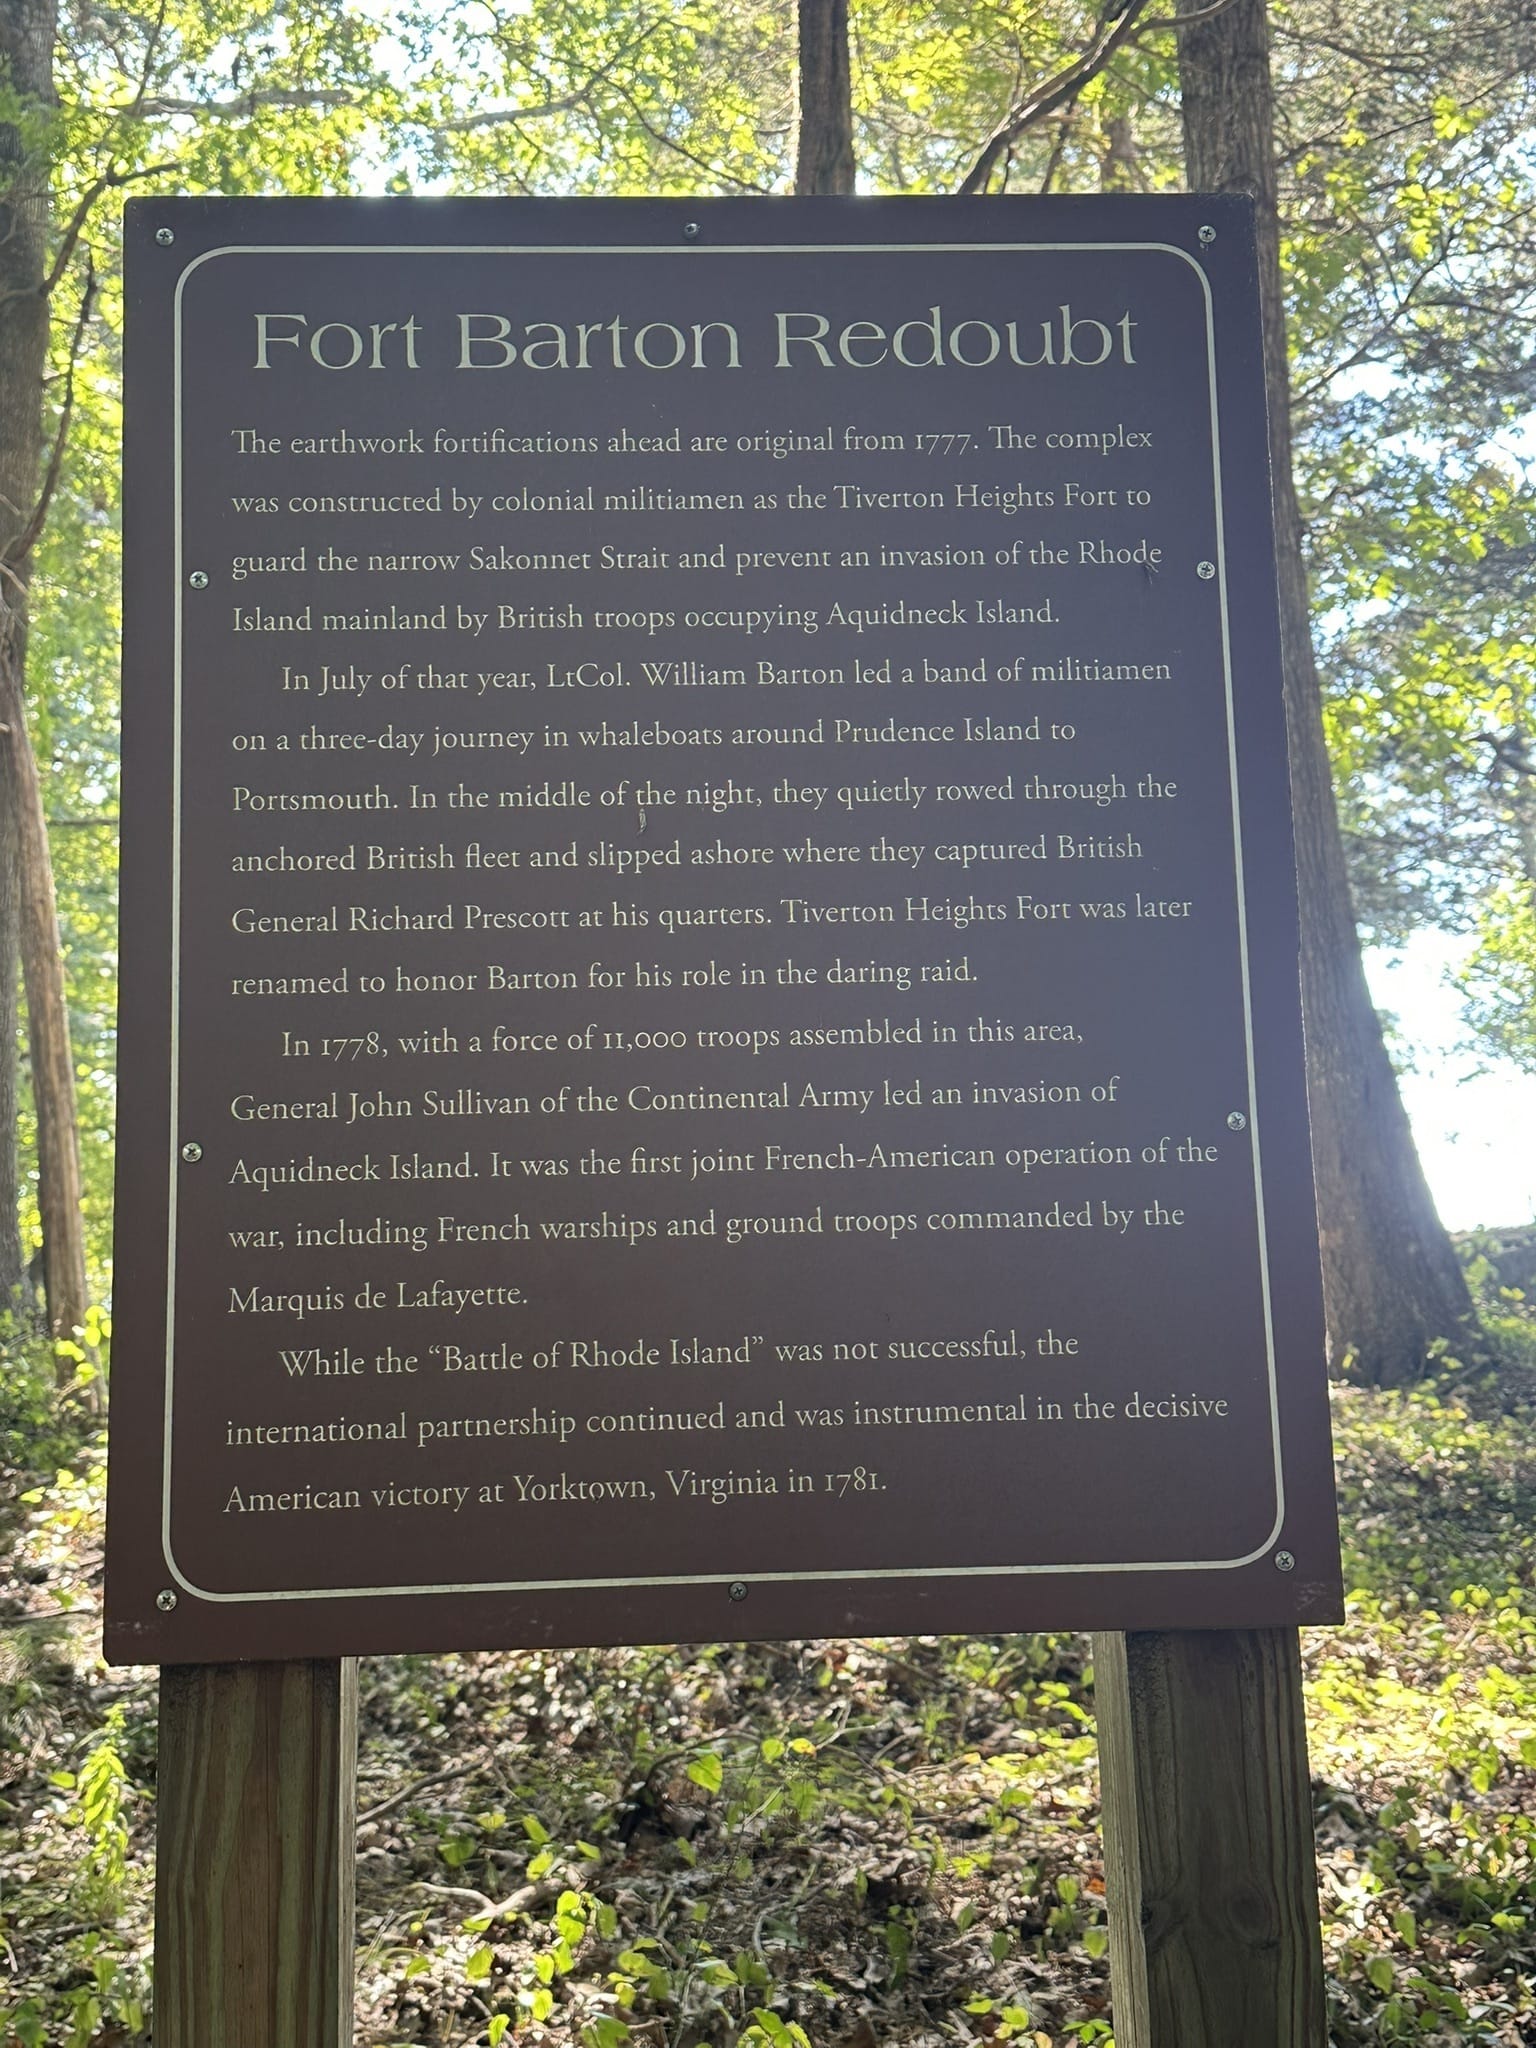 Fort Barton Redoubt
The earthwork fortifications ahead are original from 1777. The complex
was constructed by colonial militiamen as the Tiverton Heights Fort to
guard the narrow Sakonnet Strait and prevent an invasion of the Rhode
Island mainland by British troops occupying Aquidneck Island.
In July of that year, LtCol. William Barton led a band of militiamen
on a three-day journey in whaleboats around Prudence Island to
Portsmouth. In the middle of the night, they quietly rowed through the
anchored British fleet and slipped ashore where they captured British
General Richard Prescott at his quarters. Tiverton Heights Fort was later
renamed to honor Barton for his role in the daring raid.
In 1778, with a force of 11,000 troops assembled in this area,
General John Sullivan of the Continental Army led an invasion of
Aquidneck Island. It was the first joint French-American operation of the
war, including French warships and ground troops commanded by the
Marquis de Lafayette.
While the “Battle of Rhode Island” was not successful, the
international partnership continued and was instrumental in the decisive
American victory at Yorktown, Virginia in 1781.